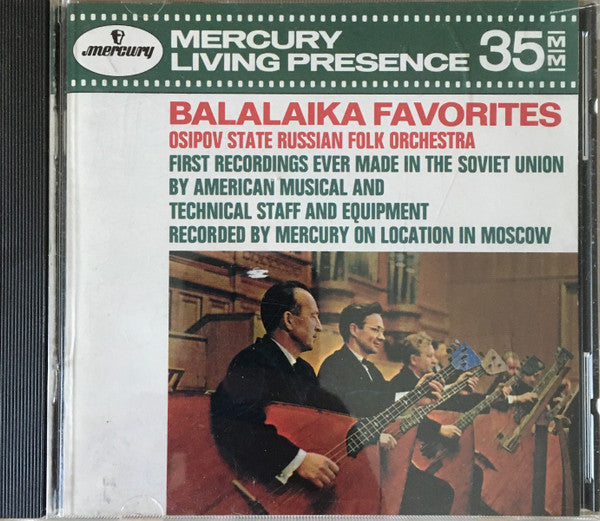 mercury
MERCURY
LIVING PRESENCE
35MM
BALALAIKA FAVORITES
OSIPOV STATE RUSSIAN FOLK ORCHESTRA
FIRST RECORDINGS EVER MADE IN THE SOVIET UNION
BY AMERICAN MUSICAL AND
TECHNICAL STAFF AND EQUIPMENT
RECORDED BY MERCURY ON LOCATION IN MOSCOW